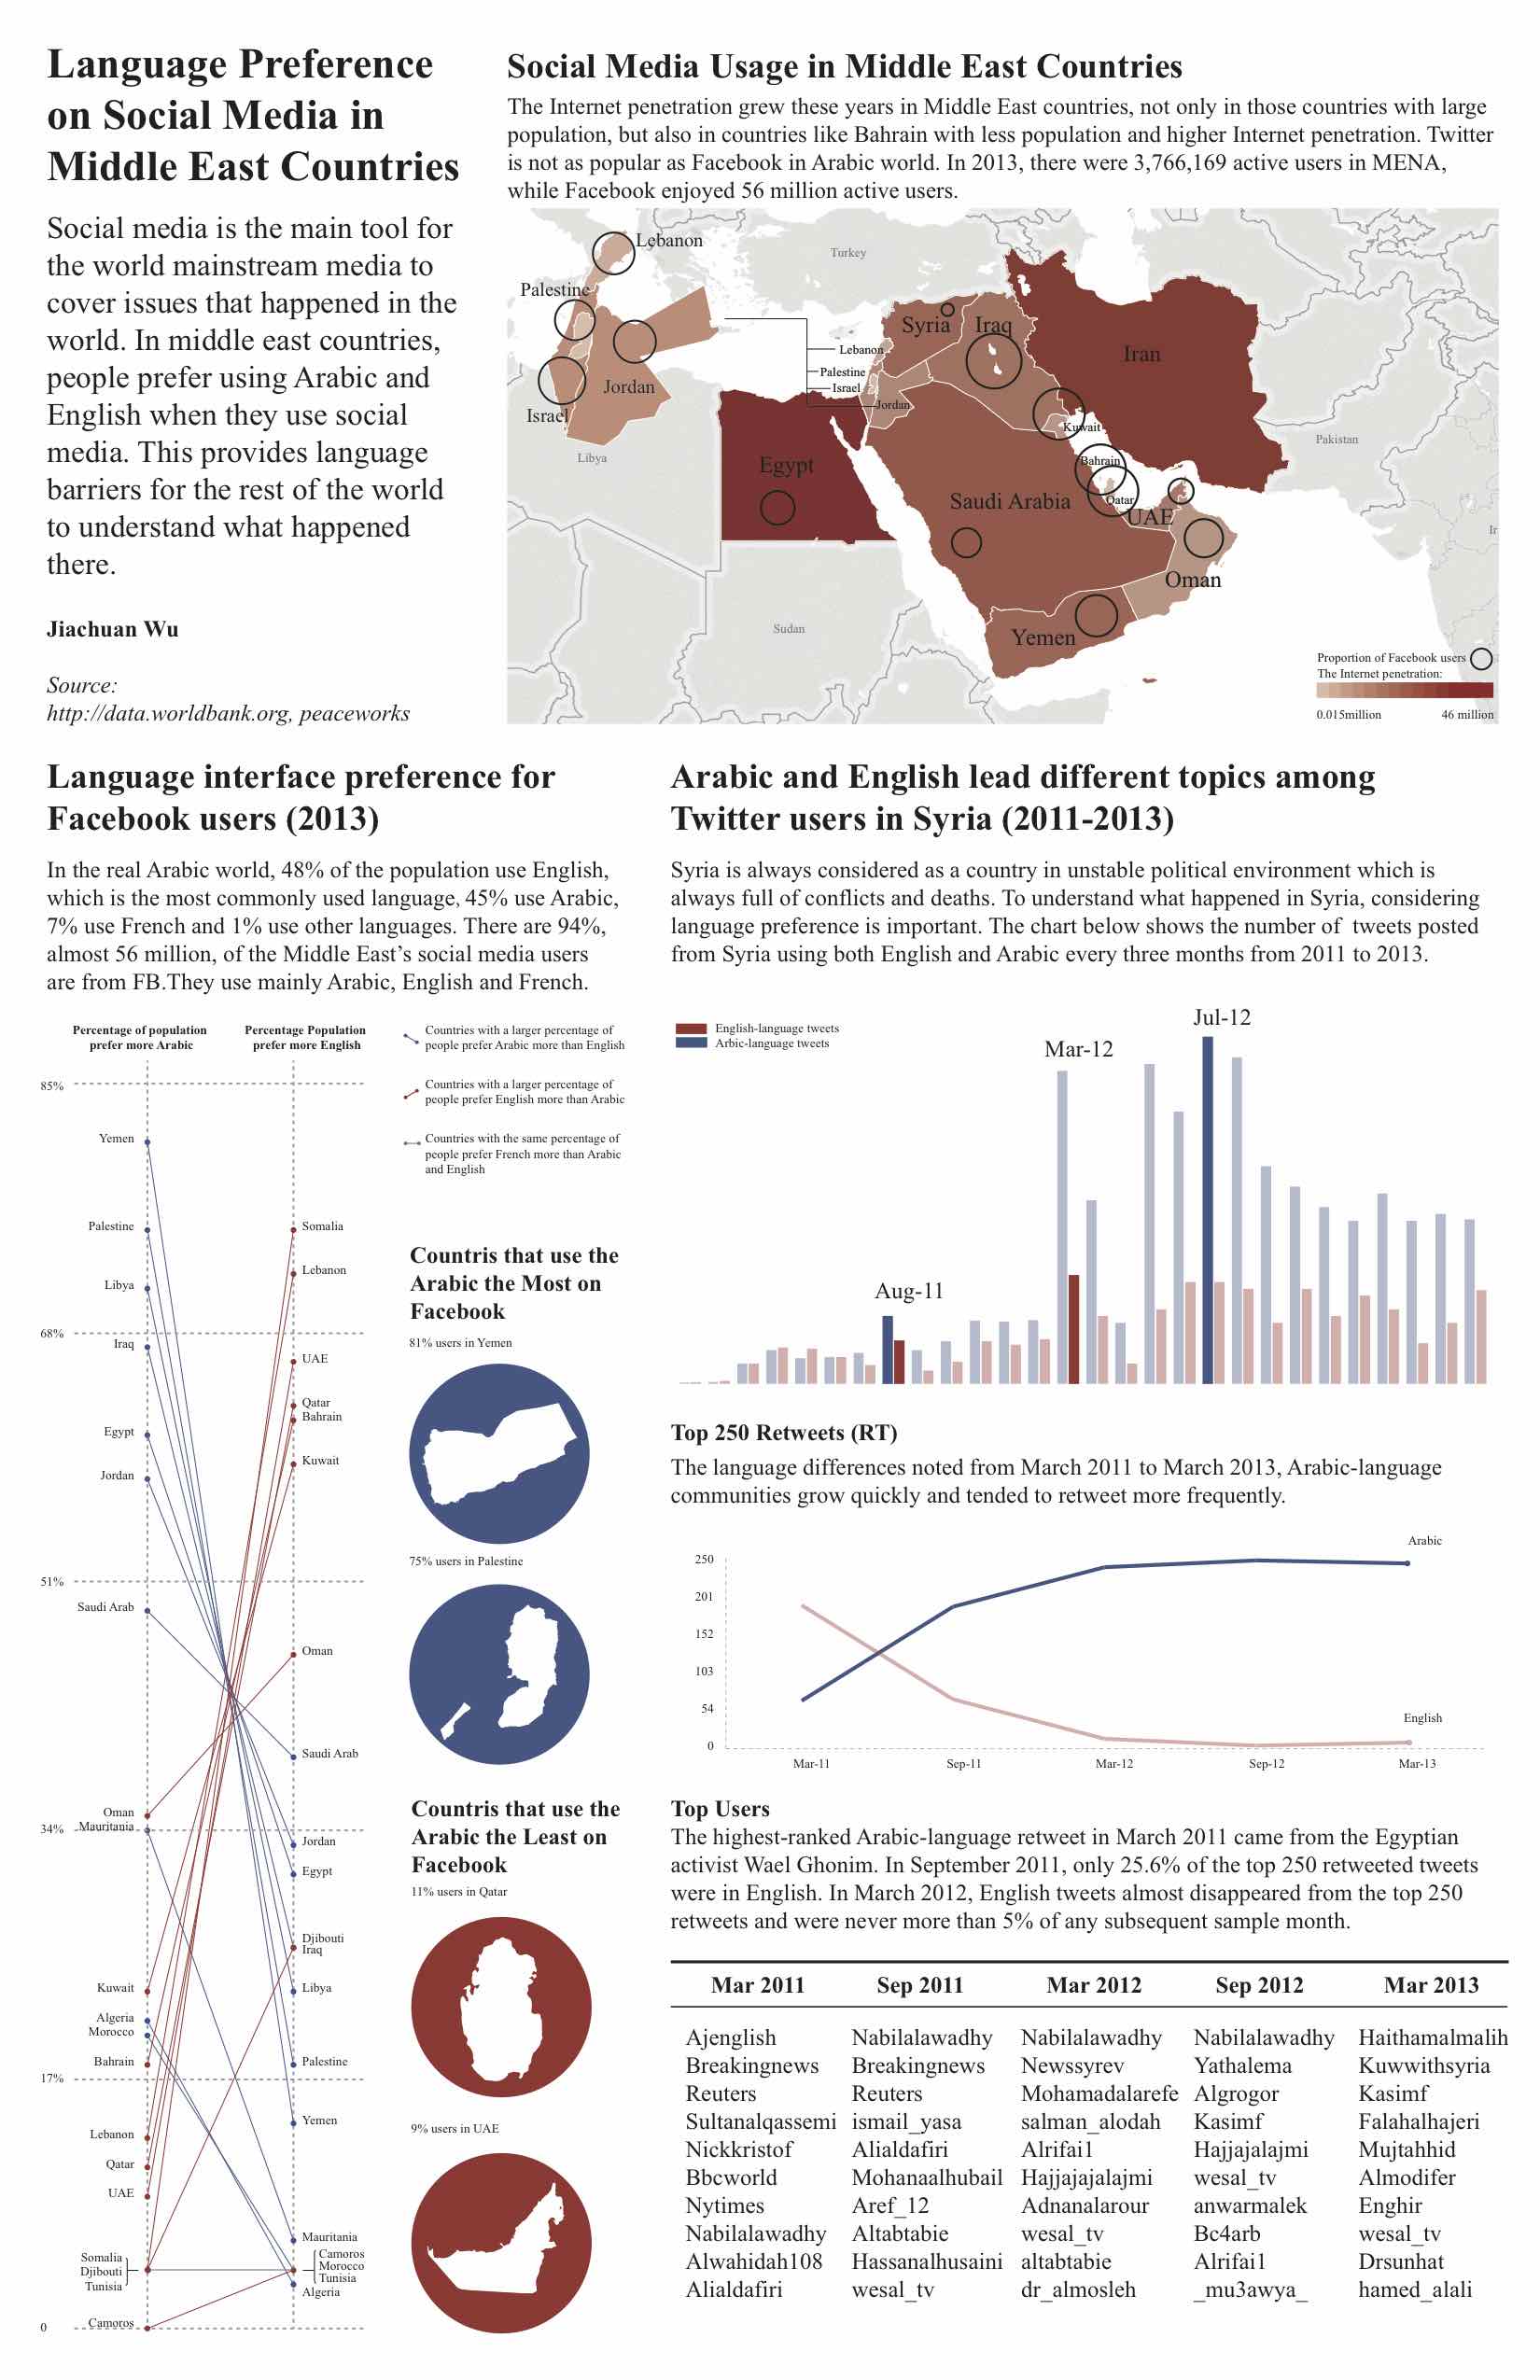 Language Preference
on Social Media in
Middle East Countries
Social media is the main tool for
the world mainstream media to
cover issues that happened in the
world. In middle east countries,
people prefer using Arabic and
English when they use social
media. This provides language
barriers for the rest of the world
to understand what happened
there.
Jiachuan Wu
Source:
http://data.worldbank.org, peaceworks
Social Media Usage in Middle East Countries
The Internet penetration grew these years in Middle East countries, not only in those countries with large
population, but also in countries like Bahrain with less population and higher Internet penetration. Twitter
is not as popular as Facebook in Arabic world. In 2013, there were 3,766,169 active users in MENA,
while Facebook enjoyed 56 million active users.
Lebanon
Turkey
Palestine
Syria
Iraq
Lebanon
Iran
Palestine
Israel
Jordan
Jordan
Israel
Kuwait
Pakistan
Libya
Bahrain
Egypt
Qatar
Saudi Arabia
UAE
Ir
Oman
Sudan
Yemen
Proportion of Facebook users
The Internet penetration:
0.015million
46 million
Language interface preference for
Facebook users (2013)
In the real Arabic world, 48% of the population use English,
which is the most commonly used language, 45% use Arabic,
7% use French and 1% use other languages. There are 94%,
almost 56 million, of the Middle East’s social media users
are from FB.They use mainly Arabic, English and French.
Percentage of population
prefer more Arabic
Percentage Population
prefer more English
Countries with a larger percentage of
people prefer Arabic more than English
Countries with a larger percentage of
people prefer English more than Arabic
Countries with the same percentage of
people prefer French more than Arabic
and English
85%
68%
51%
34%
17%
0
Yemen
Palestine
Libya
Iraq
Egypt
Jordan
Saudi Arab
Oman
Mauritania
Kuwait
Algeria
Morocco
Bahrain
Lebanon
Qatar
UAE
Somalia
Djibouti
Tunisia
Camoros
Somalia
Lebanon
UAE
Qatar
Bahrain
Kuwait
Oman
Saudi Arab
Jordan
Egypt
Djibouti
Iraq
Libya
Palestine
Yemen
Mauritania
Camoros
Morocco
Tunisia
Algeria
Countris that use the
Arabic the Most on
Facebook
81% users in Yemen
75% users in Palestine
Countris that use the
Arabic the Least on
Facebook
11% users in Qatar
9% users in UAE
Arabic and English lead different topics among
Twitter users in Syria (2011-2013)
Syria is always considered as a country in unstable political environment which is
always full of conflicts and deaths. To understand what happened in Syria, considering
language preference is important. The chart below shows the number of tweets posted
from Syria using both English and Arabic every three months from 2011 to 2013.
English-language tweets
Arbic-language tweets
Aug-11
Mar-12
Jul-12
Top 250 Retweets (RT)
The language differences noted from March 2011 to March 2013, Arabic-language
communities grow quickly and tended to retweet more frequently.
Arabic
250
201
152
103
54
0
English
Mar-11
Sep-11
Mar-12
Sep-12
Mar-13
Top Users
The highest-ranked Arabic-language retweet in March 2011 came from the Egyptian
activist Wael Ghonim. In September 2011, only 25.6% of the top 250 retweeted tweets
were in English. In March 2012, English tweets almost disappeared from the top 250
retweets and were never more than 5% of any subsequent sample month.
Mar 2011 Sep 2011 Mar 2012 Sep 2012 Mar 2013
Ajenglish Nabilalawadhy Nabilalawadhy Nabilalawadhy Haithamalmalih
Breakingnews Breakingnews Newssyrev Yathalema Kuwwithsyria
Reuters Reuters Mohamadalarefe Algrogor Kasimf
Sultanalqassemi ismail_yasa salman_alodah Kasimf Falahalhajeri
Nickkristof Alialdafiri Alrifai1 Hajjajalajmi Mujtahhid
Bbcworld Mohanaalhubail Hajjajajalajmi wesal_tv Almodifer
Nytimes Aref_12 Adnanalarour anwarmalek Enghir
Nabilalawadhy Altabtabie wesal_tv Bc4arb wesal_tv
Alwahidah108 Hassanalhusaini altabtabie Alrifai1 Drsunhat
Alialdafiri wesal_tv dr_almosleh _mu3awya_ hamed_alali